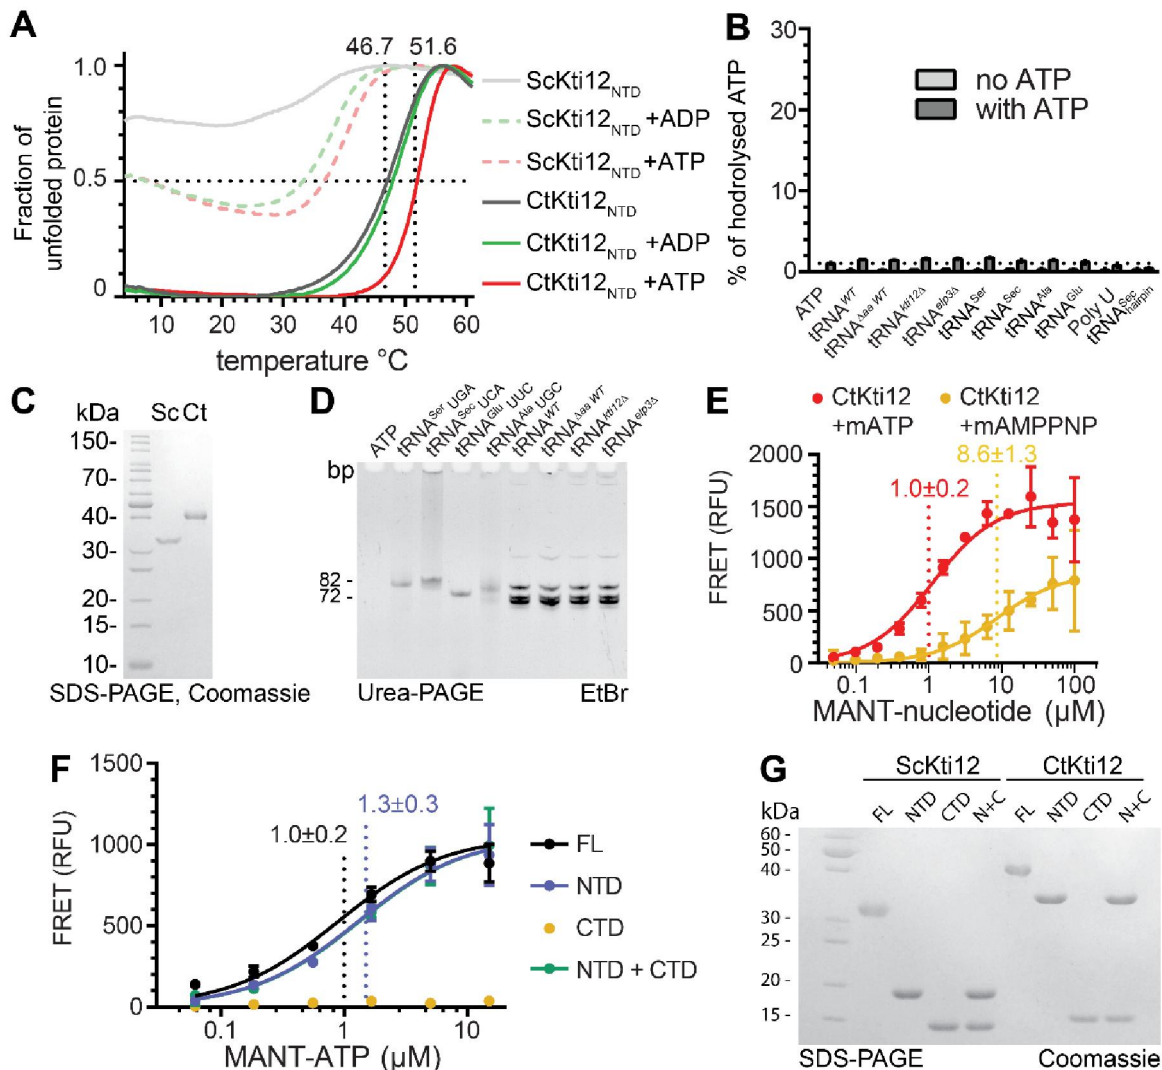 A
46.7 51.6
1.0
0.5
0
Fraction of
unfolded protein
10 20 30 40 50 60
temperature °C
ScKti12NTD
ScKti12NTD +ADP
ScKti12NTD +ATP
CtKti12NTD
CtKti12NTD +ADP
CtKti12NTD +ATP
B
30
20
10
0
% of hodrolysed ATP
no ATP
with ATP
ATP
tRNAWT
tRNAΔaa WT
tRNAkti12Δ
tRNAelp3Δ
tRNASer
tRNASec
tRNAAla
tRNAGlu
Poly U
tRNASec hairpin
C
kDa Sc Ct
150-
70-
40-
30-
20-
15-
10-
SDS-PAGE, Coomassie
D
bp
ATP
tRNASer UGA
tRNASec UCA
tRNAGlu UUC
tRNAAla UGC
tRNAWT
tRNAΔaa WT
tRNAkti12Δ
tRNAelp3Δ
82 -
72 -
Urea-PAGE EtBr
E
CtKti12
+mATP
CtKti12
+mAMPPNP
2000
1500
1000
500
0
FRET (RFU)
8.6±1.3
1.0±0.2
0.1 1 10 100
MANT-nucleotide (µM)
F
1500
1000
500
0
FRET (RFU)
1.3±0.3
1.0±0.2
0.1 1 10
MANT-ATP (µM)
FL
NTD
CTD
NTD + CTD
G
ScKti12 CtKti12
kDa
FL NTD CTD N+C FL NTD CTD N+C
60 -
50 -
40 -
30 -
25 -
20 -
15 -
SDS-PAGE Coomassie